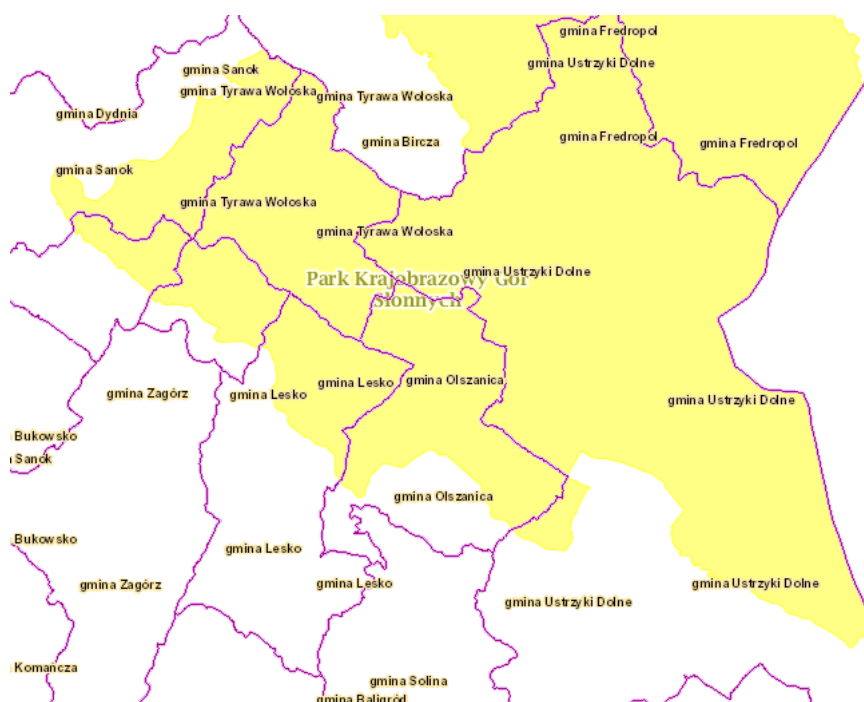 gmina Fredropol
gmina Ustrzyki Dolne
gmina Sanok
gmina Tyrawa Wołoska
gmina Tyrawa Wołoska
gmina Dydnia
gmina Bircza
gmina Fredropol
gmina Fredropol
gmina Sanok
gmina Tyrawa Wołoska
gmina Tyrawa Wołoska
gmina Ustrzyki Dolne
Park Krajobrazowy Gór
Słonnych
gmina Zagórz
gmina Lesko
gmina Lesko
gmina Olszanica
gmina Ustrzyki Dolne
Bukowsko
Sanok
gmina Olszanica
Bukowsko
gmina Lesko
gmina Zagórz
gmina Lesko
gmina Ustrzyki Dolne
gmina Ustrzyki Dolne
Komańcza
gmina Solina
gmina Baligród